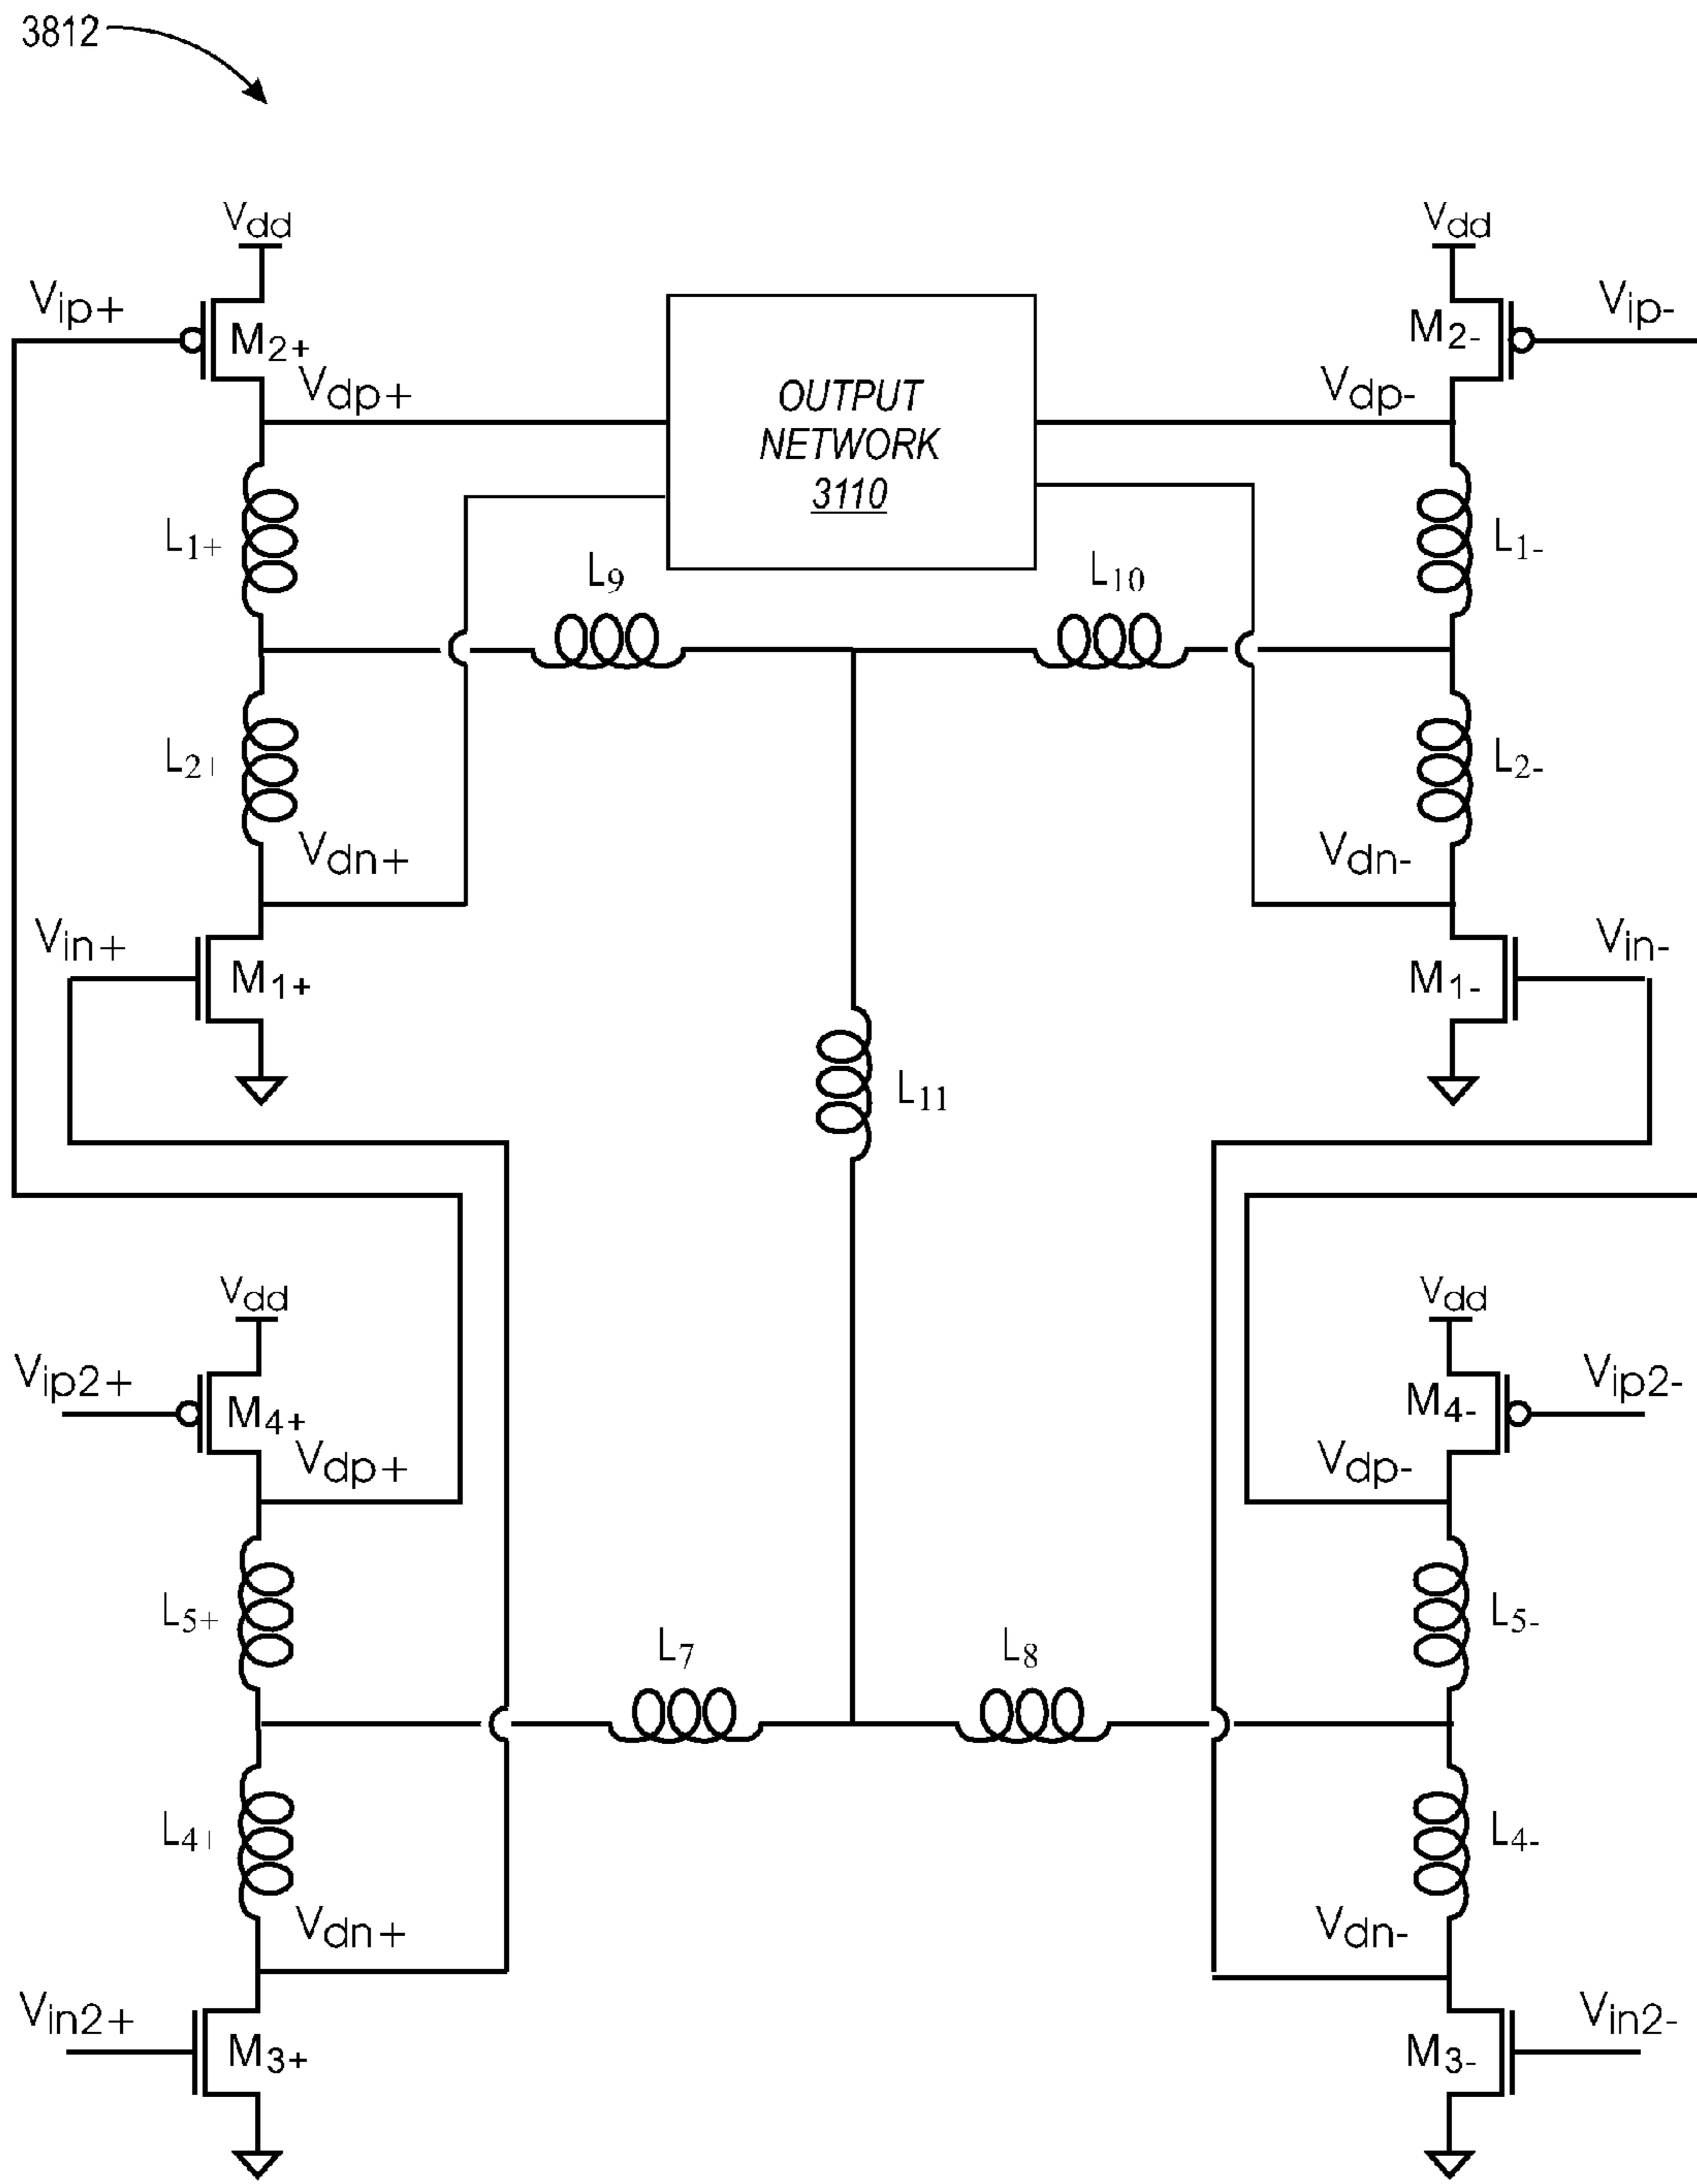 3812
Vdd
Vdd
Vip+
Vip-
M2+
M2-
Vdp+
Vdp-
OUTPUT
NETWORK
3110
L1+
L1-
L9
L10
L2+
L2-
Vdn+
Vdn-
Vin+
Vin-
M1+
M1-
L11
Vdd
Vdd
Vip2+
Vip2-
M4+
M4-
Vdp+
Vdp-
L5+
L5-
L7
L8
L4+
L4-
Vdn+
Vdn-
Vin2+
Vin2-
M3+
M3-